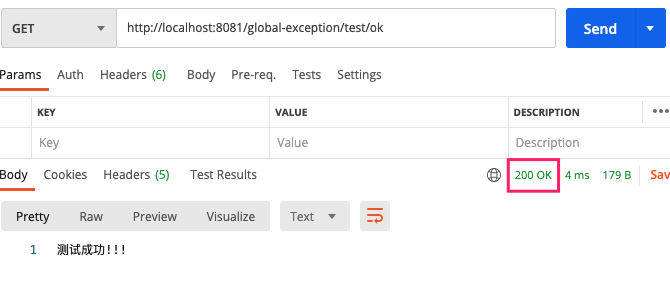 GET http://localhost:8081/global-exception/test/ok Send
Params Auth Headers (6) Body Pre-req. Tests Settings
KEY VALUE DESCRIPTION
Key Value Description
Body Cookies Headers (5) Test Results 200 OK 4 ms 179 B Sav
Pretty Raw Preview Visualize Text
1 测试成功!!!